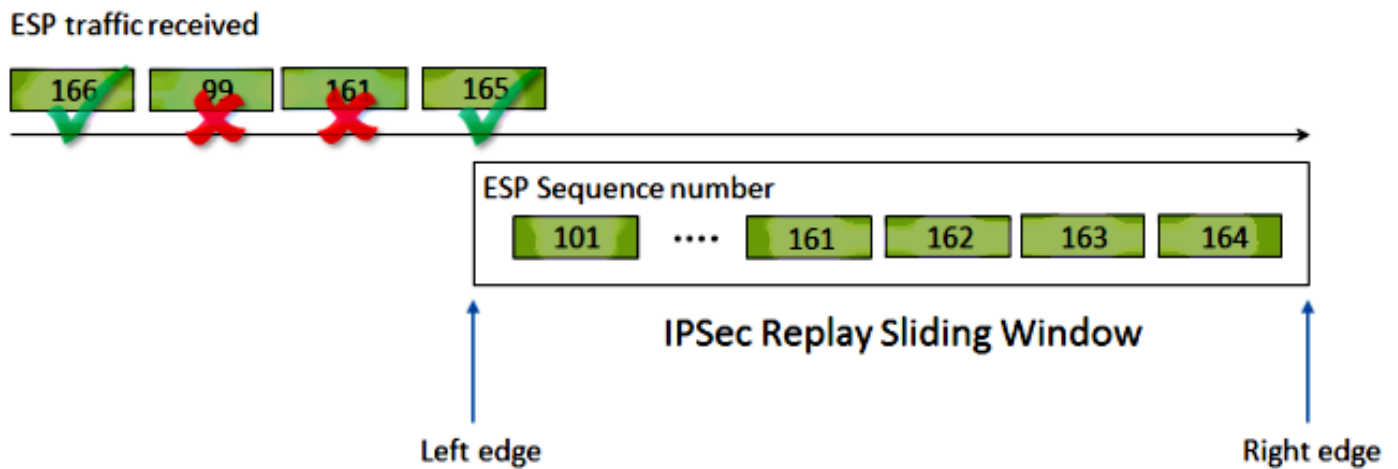 ESP traffic received
166 99 161 165
ESP Sequence number
101 .... 161 162 163 164
IPSec Replay Sliding Window
Left edge Right edge